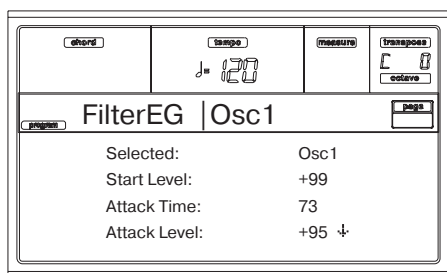 chord
tempo
measure
transpose
♩= 120
C 0
octave
FilterEG |Osc1
page
program
Selected: Osc1
Start Level: +99
Attack Time: 73
Attack Level: +95